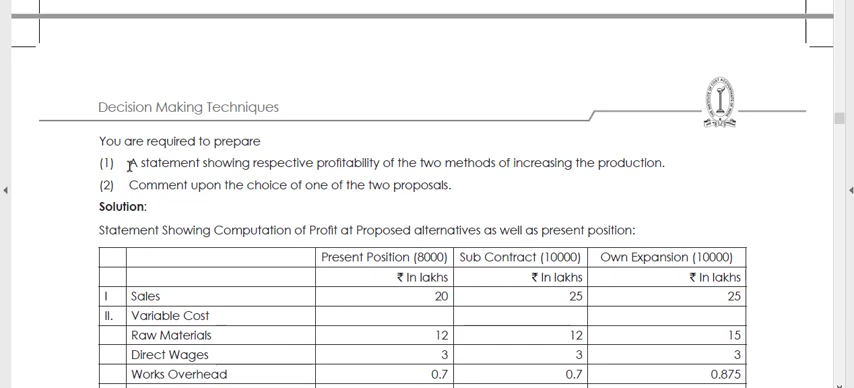 Decision Making Techniques
You are required to prepare
(1) A statement showing respective profitability of the two methods of increasing the production.
(2) Comment upon the choice of one of the two proposals.
Solution:
Statement Showing Computation of Profit at Proposed alternatives as well as present position:
Present Position (8000) Sub Contract (10000) Own Expansion (10000)
₹ In lakhs ₹ In lakhs ₹ In lakhs
I Sales 20 25 25
II. Variable Cost
Raw Materials 12 12 15
Direct Wages 3 3 3
Works Overhead 0.7 0.7 0.875